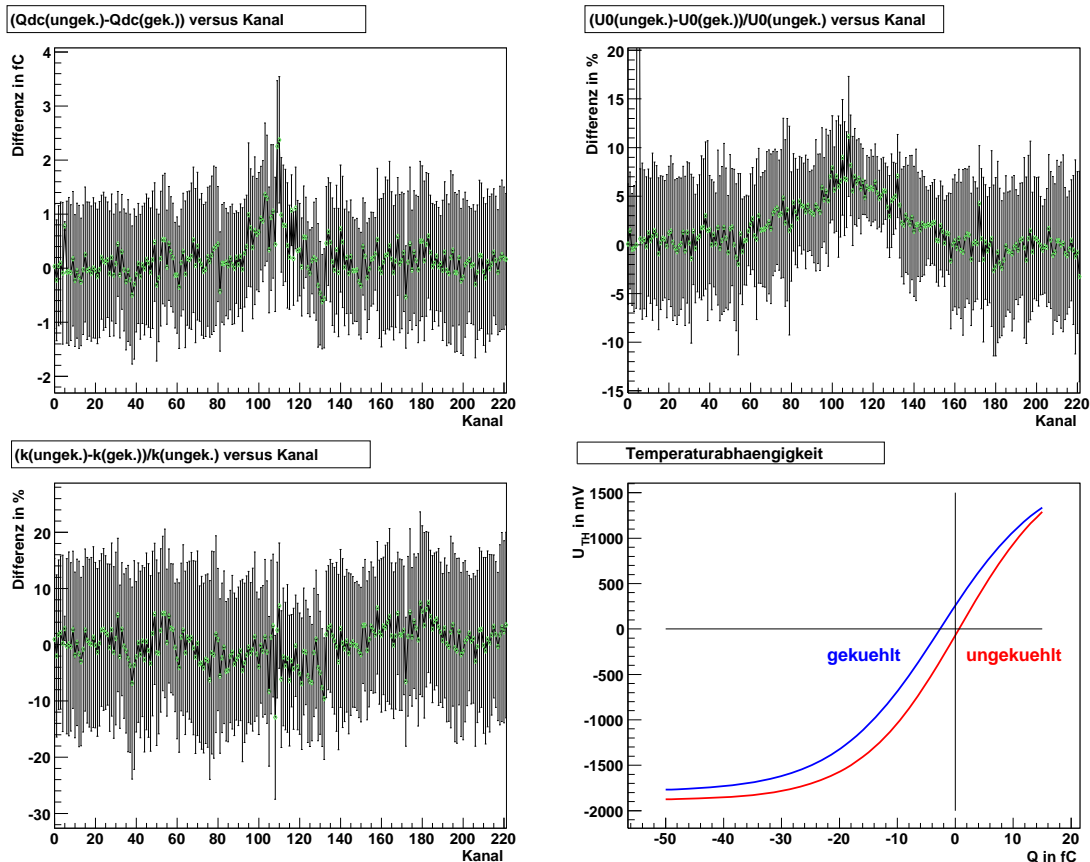 (Qdc(ungek.)-Qdc(gek.)) versus Kanal
Differenz in fC
4
3
2
1
0
-1
-2
0 20 40 60 80 100 120 140 160 180 200 220
Kanal
(U0(ungek.)-U0(gek.))/U0(ungek.) versus Kanal
Differenz in %
20
15
10
5
0
-5
-10
-15
0 20 40 60 80 100 120 140 160 180 200 220
Kanal
(k(ungek.)-k(gek.))/k(ungek.) versus Kanal
Differenz in %
20
10
0
-10
-20
-30
0 20 40 60 80 100 120 140 160 180 200 220
Kanal
Temperaturabhaengigkeit
U_TH in mV
1500
1000
500
0
-500
-1000
-1500
-2000
gekuehlt ungekuehlt
-50 -40 -30 -20 -10 0 10 20
Q in fC